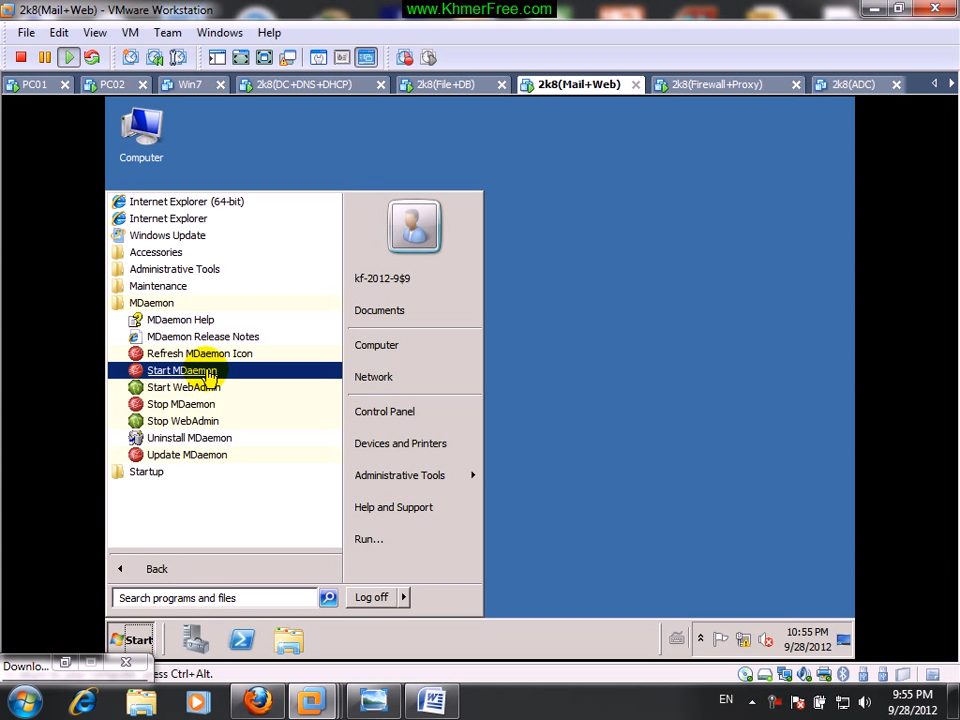 2k8(Mail+Web) - VMware Workstation
www.KhmerFree.com
File Edit View VM Team Windows Help
PC01 PC02 Win7 2k8(DC+DNS+DHCP) 2k8(File+DB) 2k8(Mail+Web) 2k8(Firewall+Proxy) 2k8(ADC)
Computer
Internet Explorer (64-bit)
Internet Explorer
Windows Update
Accessories
Administrative Tools
Maintenance
MDaemon
MDaemon Help
MDaemon Release Notes
Refresh MDaemon Icon
Start MDaemon
Start WebAdmin
Stop MDaemon
Stop WebAdmin
Uninstall MDaemon
Update MDaemon
Startup
Back
Search programs and files
kf-2012-9$9
Documents
Computer
Network
Control Panel
Devices and Printers
Administrative Tools
Help and Support
Run...
Log off
Start
10:55 PM
9/28/2012
Downlo...
ess Ctrl+Alt.
EN
9:55 PM
9/28/2012